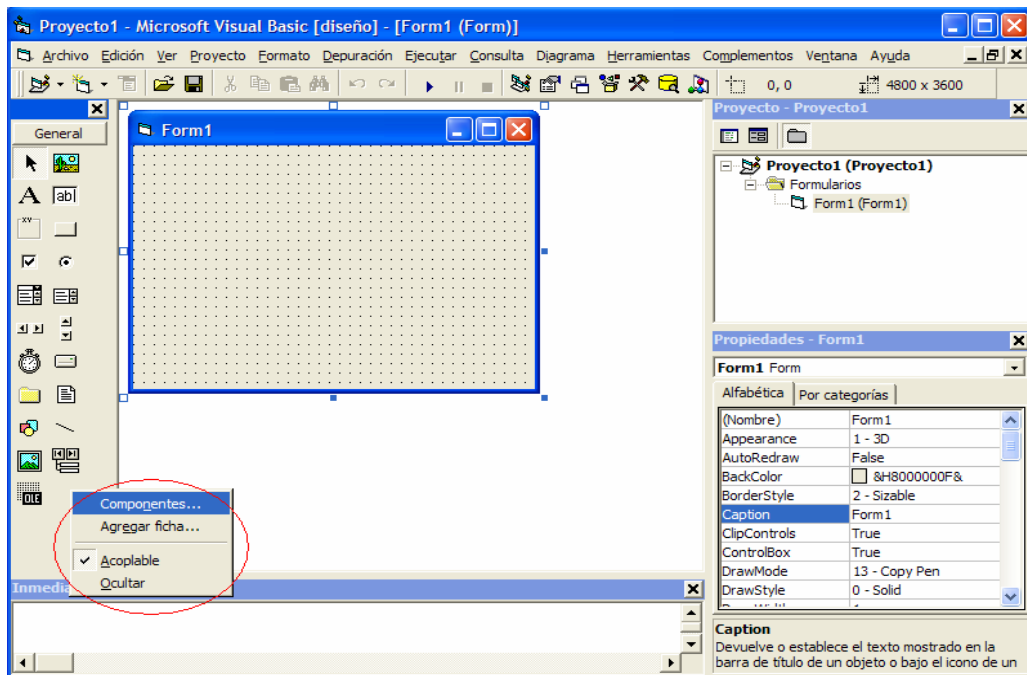 Proyecto1 - Microsoft Visual Basic [diseño] - [Form1 (Form)]
Archivo Edición Ver Proyecto Formato Depuración Ejecutar Consulta Diagrama Herramientas Complementos Ventana Ayuda
0, 0 4800 x 3600
General
A ab
XY
OLE
Form1
Componentes...
Agregar ficha...
Acoplable
Ocultar
Proyecto - Proyecto1
Proyecto1 (Proyecto1)
Formularios
Form1 (Form1)
Propiedades - Form1
Form1 Form
Alfabética Por categorías
(Nombre) Form1
Appearance 1 - 3D
AutoRedraw False
BackColor &H8000000F&
BorderStyle 2 - Sizable
Caption Form1
ClipControls True
ControlBox True
DrawMode 13 - Copy Pen
DrawStyle 0 - Solid
Caption
Devuelve o establece el texto mostrado en la
barra de título de un objeto o bajo el icono de un